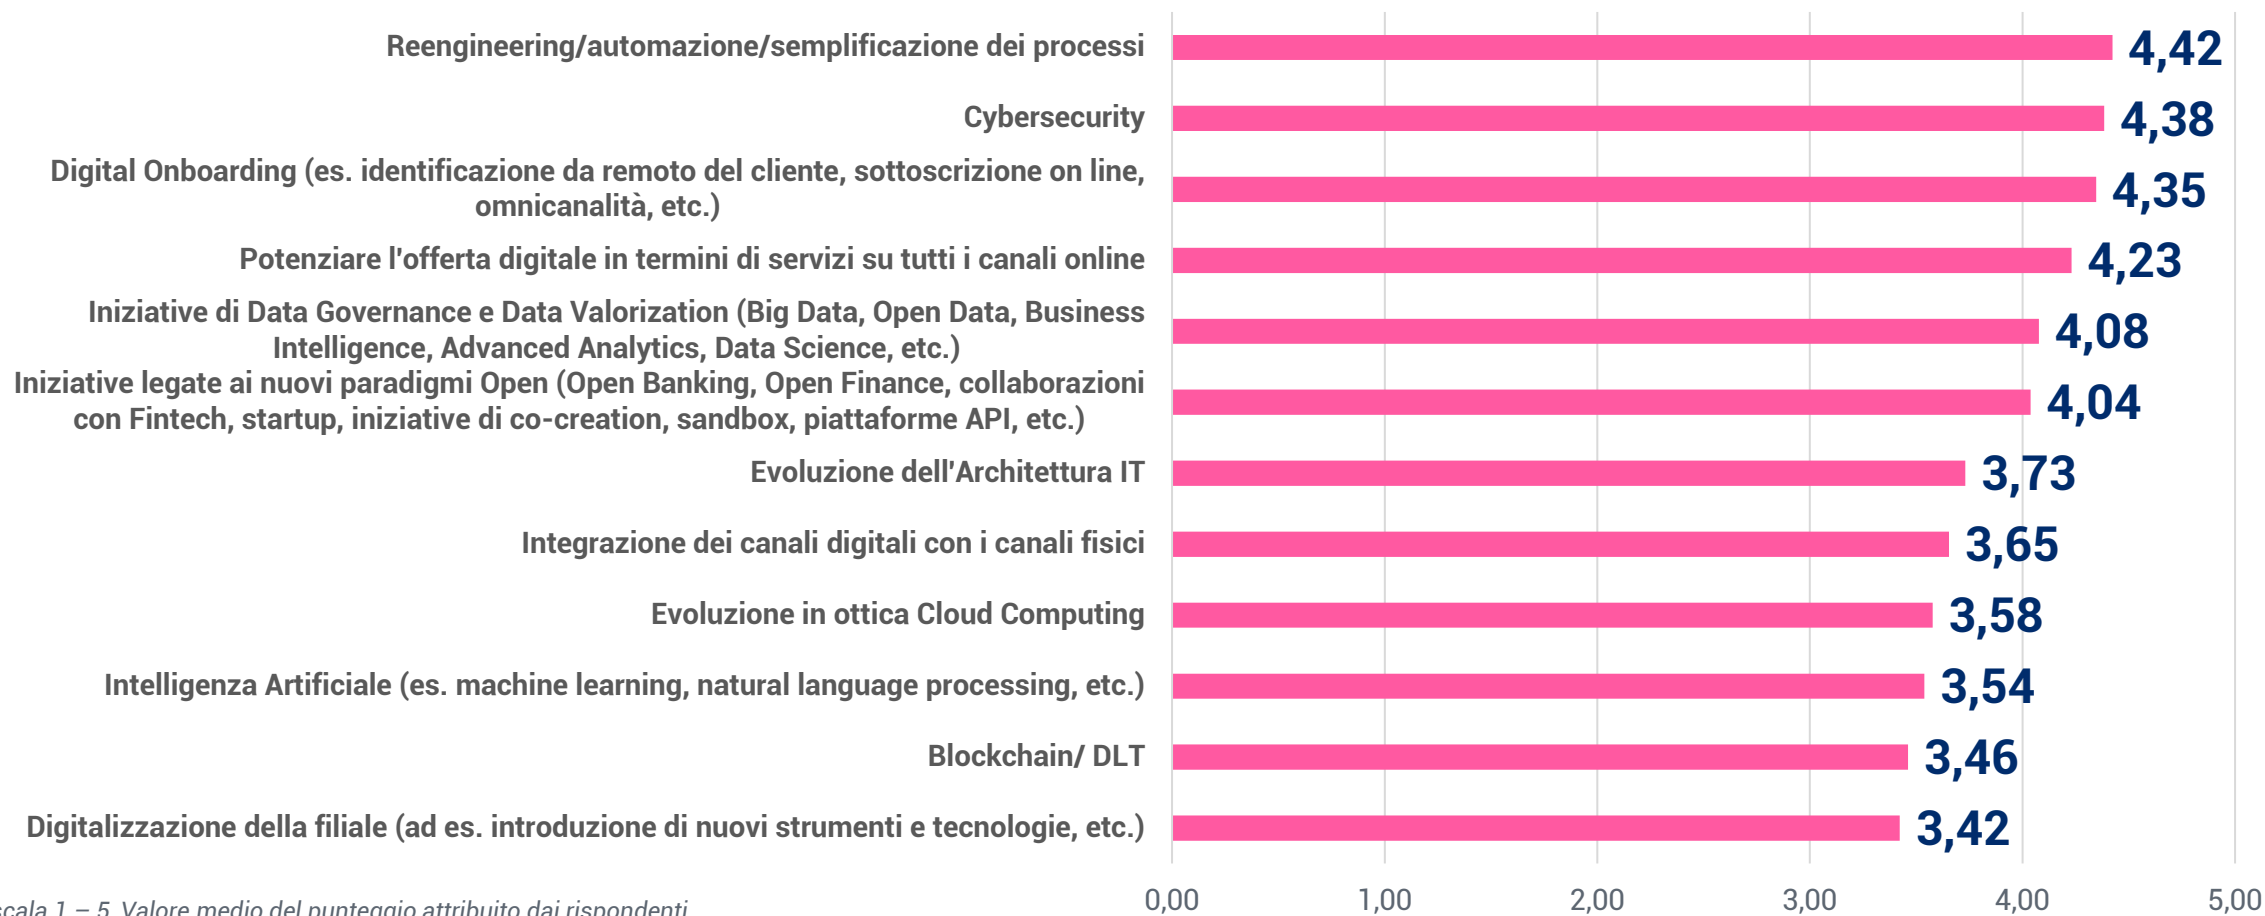 Reengineering/automazione/semplificazione dei processi
4,42
Cybersecurity
4,38
Digital Onboarding (es. identificazione da remoto del cliente, sottoscrizione on line,
omnicanalità, etc.)
4,35
Potenziare l'offerta digitale in termini di servizi su tutti i canali online
4,23
Iniziative di Data Governance e Data Valorization (Big Data, Open Data, Business
Intelligence, Advanced Analytics, Data Science, etc.)
4,08
Iniziative legate ai nuovi paradigmi Open (Open Banking, Open Finance, collaborazioni
con Fintech, startup, iniziative di co-creation, sandbox, piattaforme API, etc.)
4,04
Evoluzione dell'Architettura IT
3,73
Integrazione dei canali digitali con i canali fisici
3,65
Evoluzione in ottica Cloud Computing
3,58
Intelligenza Artificiale (es. machine learning, natural language processing, etc.)
3,54
Blockchain/ DLT
3,46
Digitalizzazione della filiale (ad es. introduzione di nuovi strumenti e tecnologie, etc.)
3,42
0,00 1,00 2,00 3,00 4,00 5,00
scala 1 – 5. Valore medio del punteggio attribuito dai rispondenti